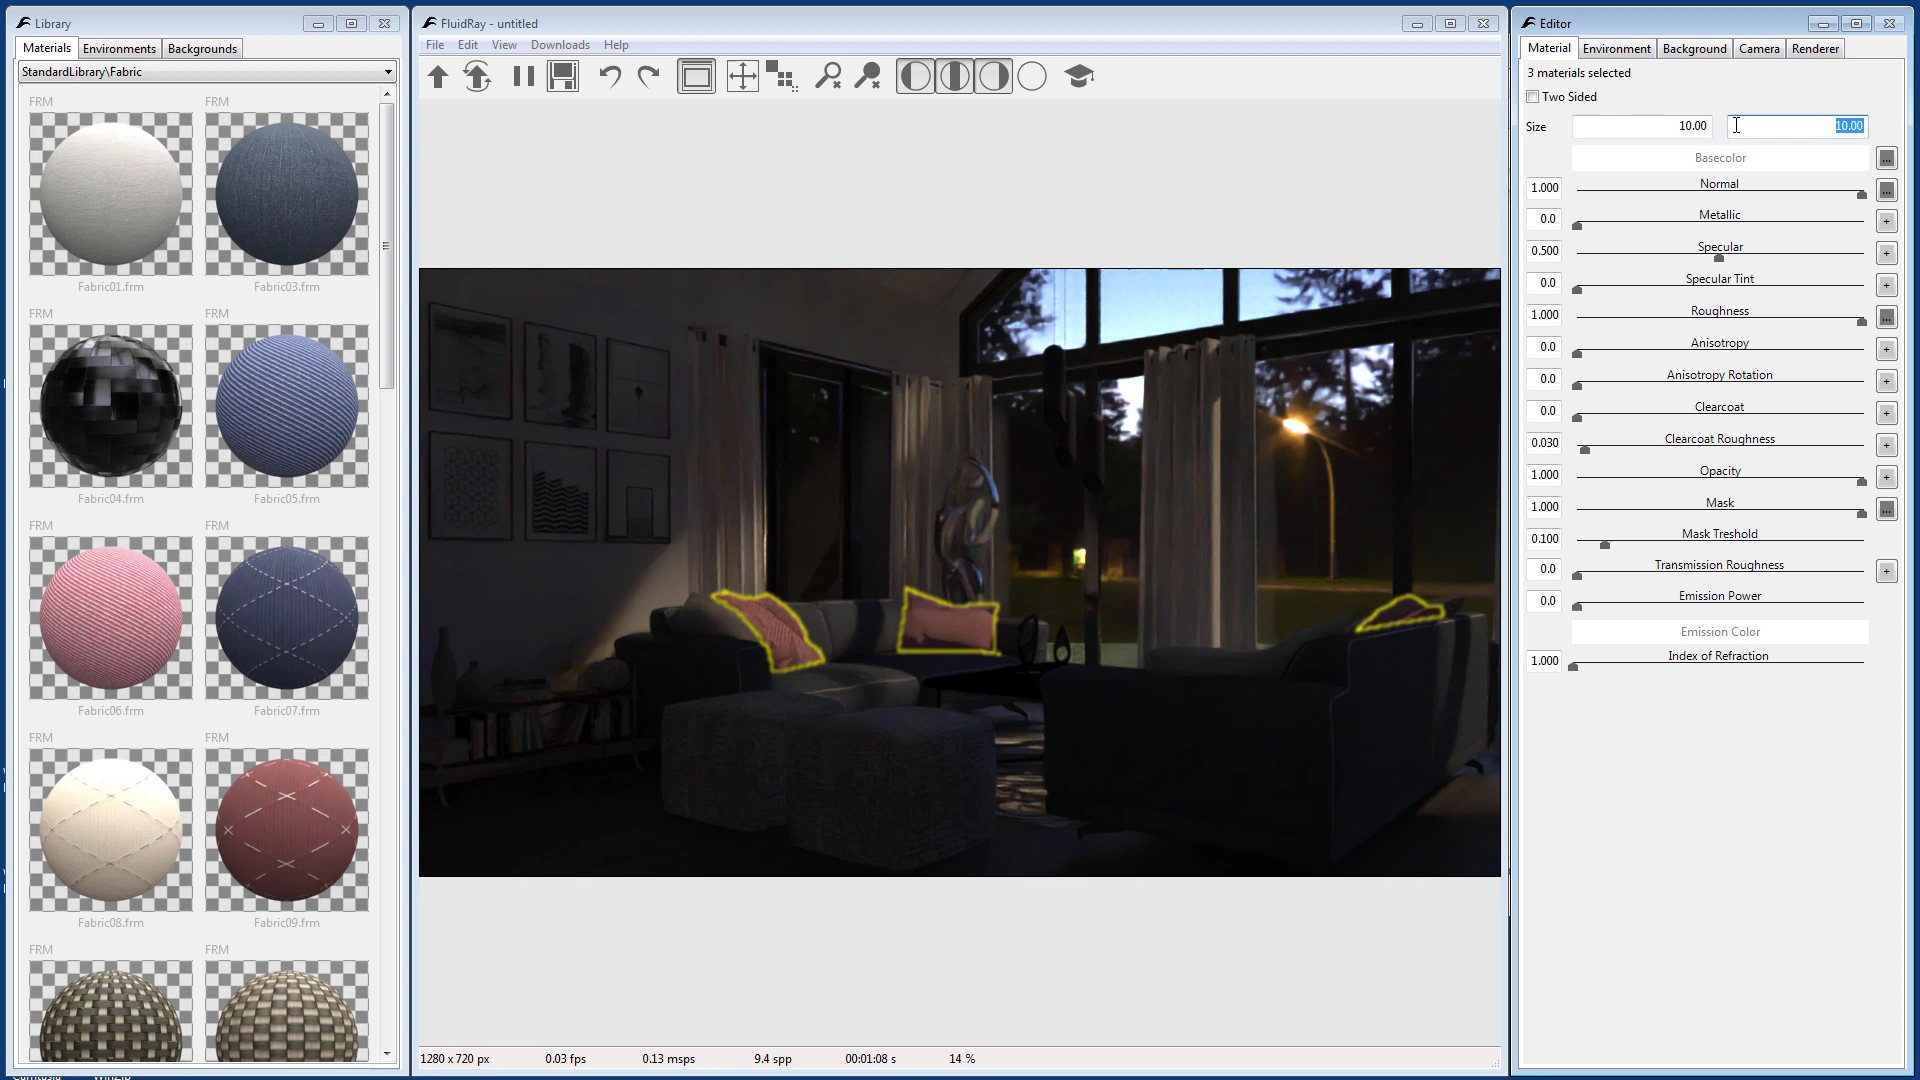 Library
Materials Environments Backgrounds
StandardLibrary\Fabric
FRM FRM
Fabric01.frm Fabric03.frm
FRM FRM
Fabric04.frm Fabric05.frm
FRM FRM
Fabric06.frm Fabric07.frm
FRM FRM
Fabric08.frm Fabric09.frm
FRM FRM
FluidRay - untitled
File Edit View Downloads Help
1280 x 720 px 0.03 fps 0.13 msps 9.4 spp 00:01:08 s 14 %
Editor
Material Environment Background Camera Renderer
3 materials selected
Two Sided
Size 10.00 10.00
Basecolor ...
1.000 Normal ...
0.0 Metallic +
0.500 Specular +
0.0 Specular Tint +
1.000 Roughness ...
0.0 Anisotropy +
0.0 Anisotropy Rotation +
0.0 Clearcoat +
0.030 Clearcoat Roughness +
1.000 Opacity +
1.000 Mask ...
0.100 Mask Treshold
0.0 Transmission Roughness +
0.0 Emission Power
Emission Color
1.000 Index of Refraction